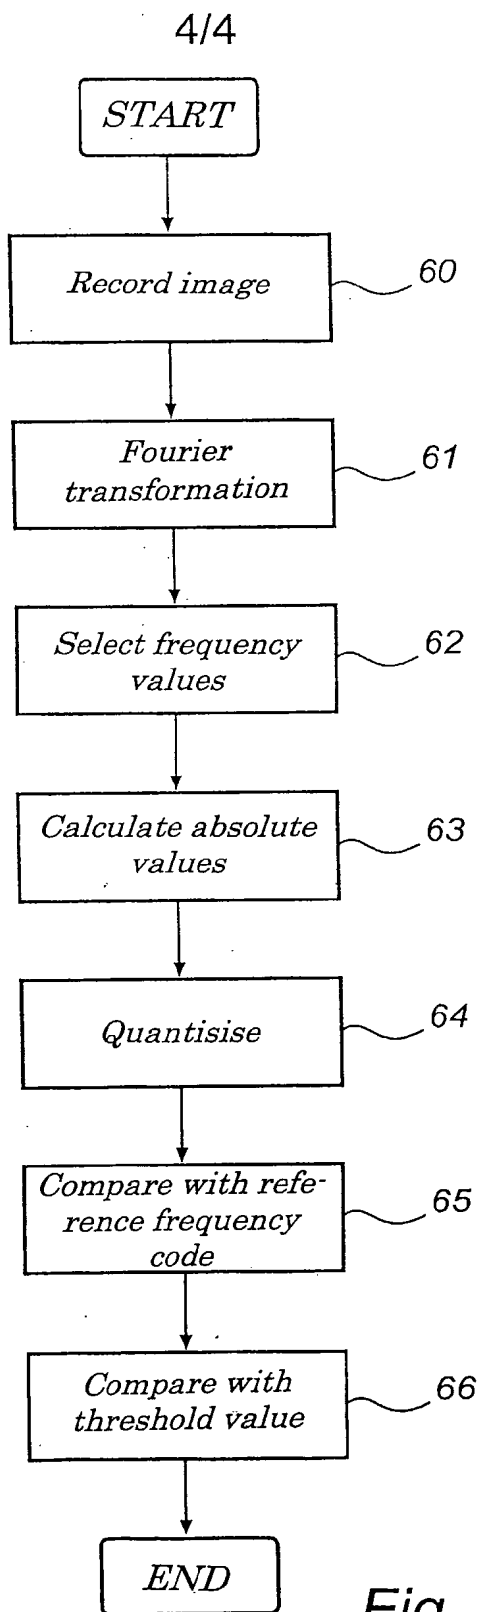 4/4
START
Record image
60
Fourier
transformation
61
Select frequency
values
62
Calculate absolute
values
63
Quantisise
64
Compare with refe-
rence frequency
code
65
Compare with
threshold value
66
END
Fig